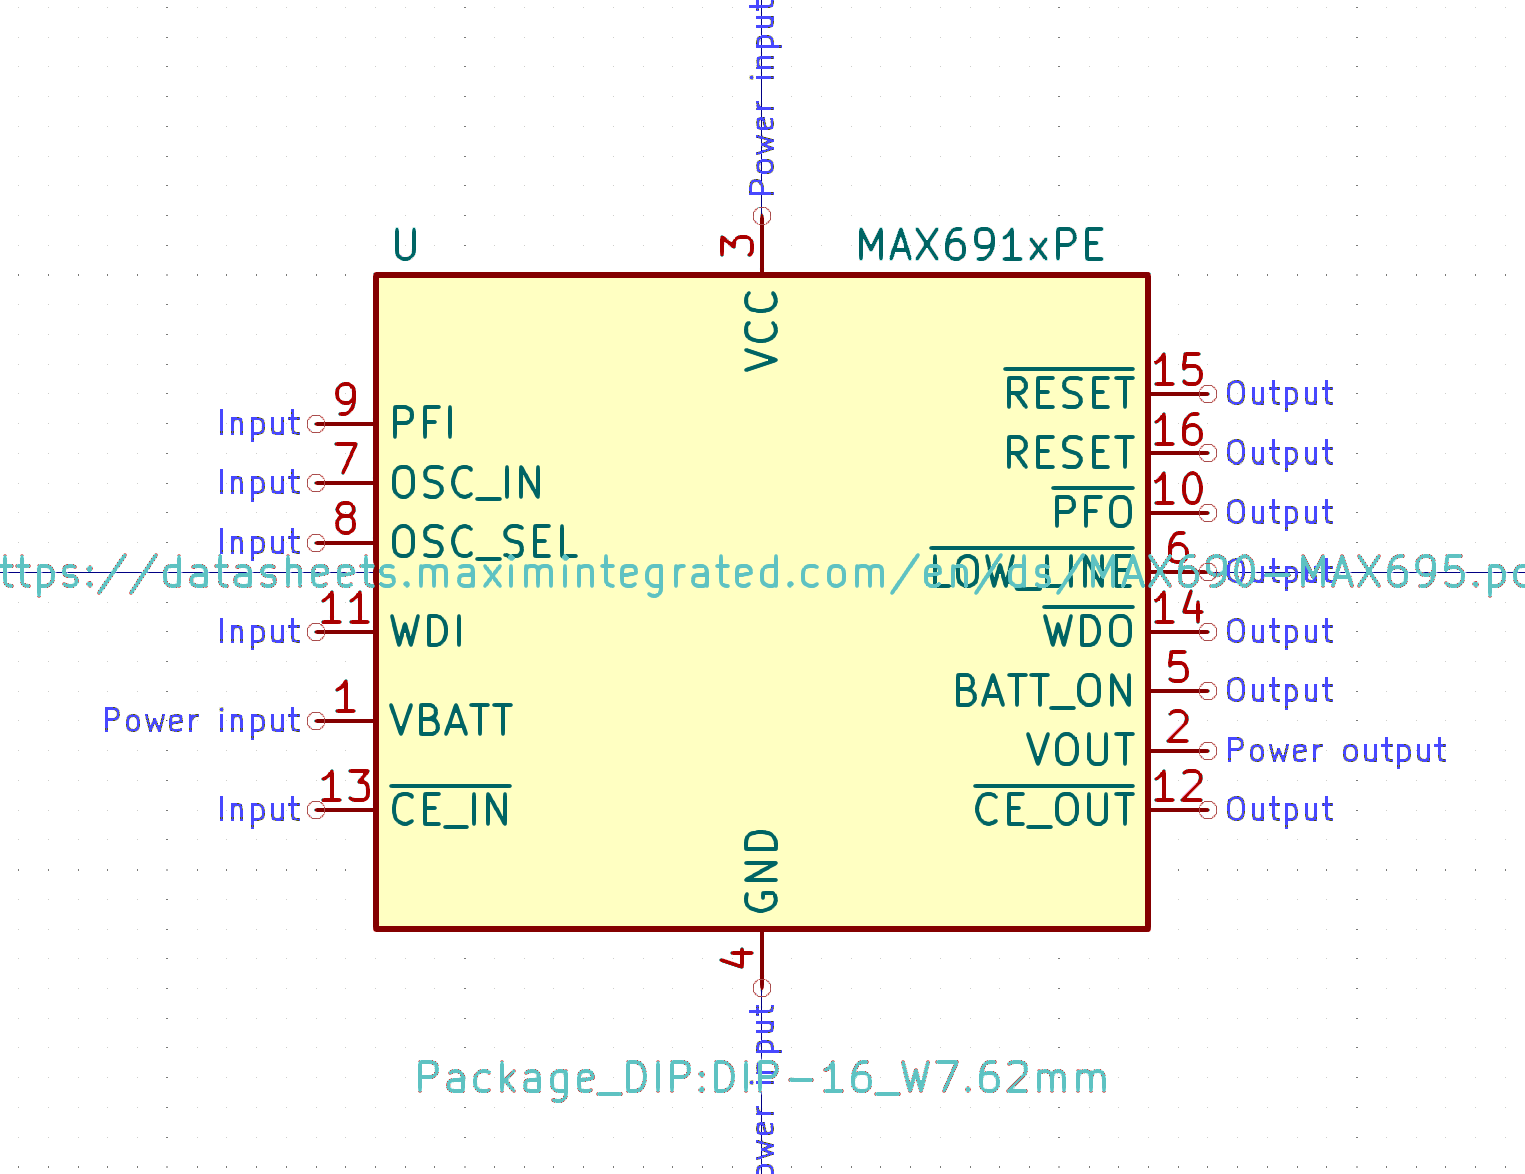 Power input
U
MAX691xPE
3
VCC
15
RESET
Output
9
Input
PFI
16
RESET
Output
7
Input
OSC_IN
10
PFO
Output
8
Input
OSC_SEL
6
LOW_LINE
Output
ttps://datasheets.maximintegrated.com/en/ds/MAX690-MAX695.pd
11
Input
WDI
14
WDO
Output
5
BATT_ON
Output
1
Power input
VBATT
2
VOUT
Power output
13
Input
CE_IN
12
CE_OUT
Output
GND
4
ower input
Package_DIP:DIP-16_W7.62mm